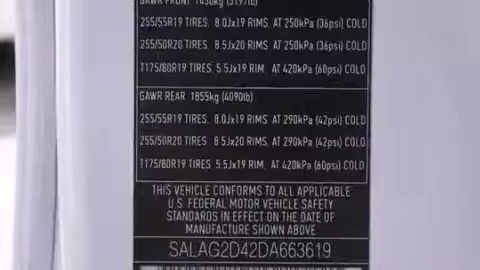 GAWR FRONT 1450kg (3197lb)
255/55R19 TIRES. 8.0Jx19 RIMS, AT 250kPa (36psi) COLD
255/50R20 TIRES. 8.5Jx20 RIMS, AT 250kPa (36psi) COLD
T175/80R19 TIRES. 5.5Jx19 RIM, AT 420kPa (60psi) COLD
GAWR REAR 1855kg (4090lb)
255/55R19 TIRES. 8.0Jx19 RIMS, AT 290kPa (42psi) COLD
255/50R20 TIRES. 8.5Jx20 RIMS, AT 290kPa (42psi) COLD
T175/80R19 TIRES. 5.5Jx19 RIM, AT 420kPa (60psi) COLD
THIS VEHICLE CONFORMS TO ALL APPLICABLE
U.S. FEDERAL MOTOR VEHICLE SAFETY
STANDARDS IN EFFECT ON THE DATE OF
MANUFACTURE SHOWN ABOVE
SALAG2D42DA663619